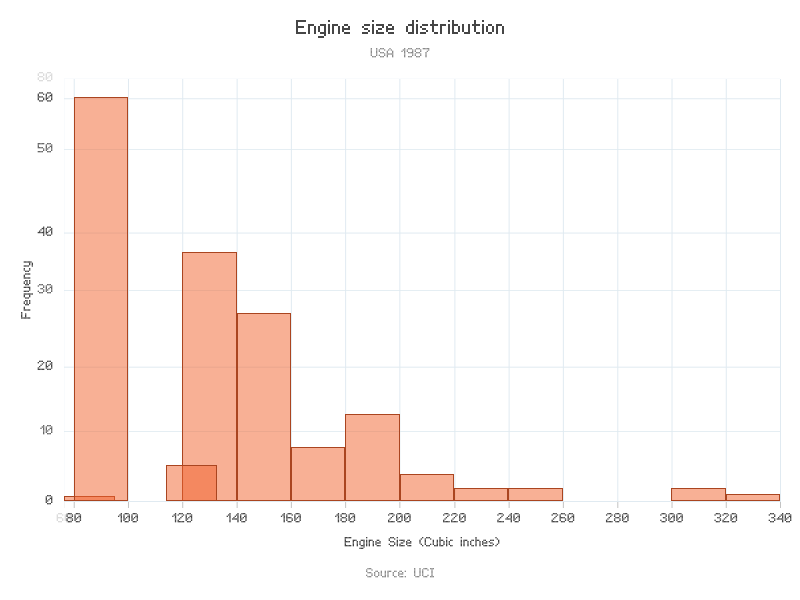 Engine size distribution
USA 1987
80
60
50
40
30
20
10
0
Frequency
80 100 120 140 160 180 200 220 240 260 280 300 320 340
Engine Size (Cubic inches)
Source: UCI